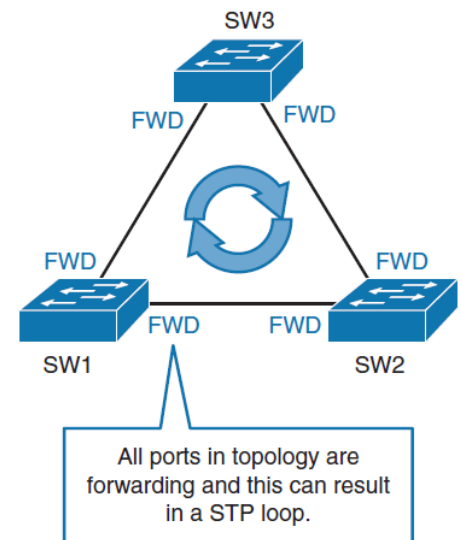 SW3
FWD
FWD
FWD
FWD
FWD
FWD
SW1
SW2
All ports in topology are
forwarding and this can result
in a STP loop.